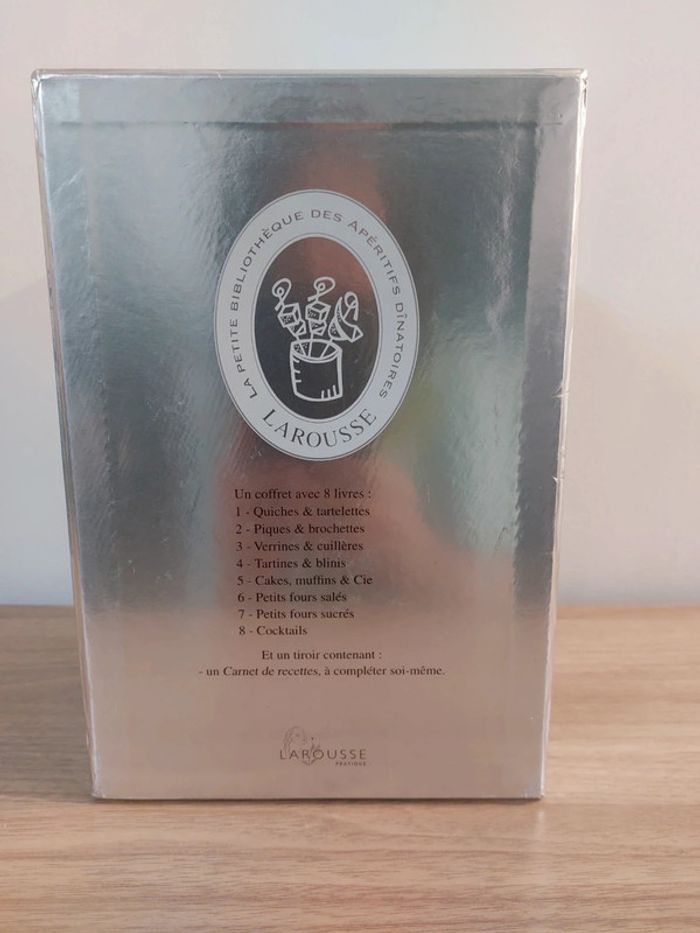 LA PETITE BIBLIOTHÈQUE DES APÉRITIFS DÎNATOIRES
LAROUSSE
Un coffret avec 8 livres :
1 - Quiches & tartelettes
2 - Piques & brochettes
3 - Verrines & cuillères
4 - Tartines & blinis
5 - Cakes, muffins & Cie
6 - Petits fours salés
7 - Petits fours sucrés
8 - Cocktails
Et un tiroir contenant :
- un Carnet de recettes, à compléter soi-même.
LAROUSSE
PRATIQUE